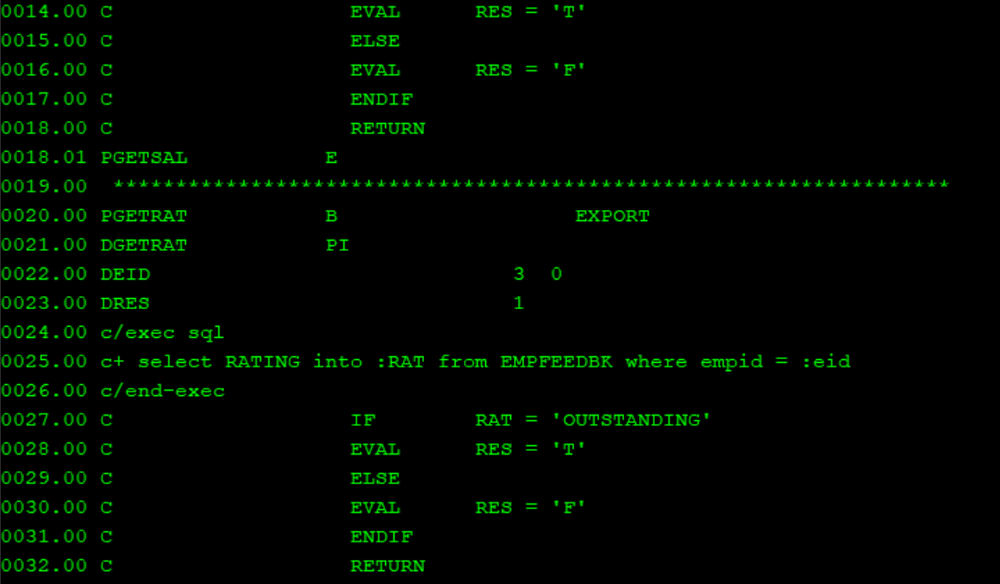 0014.00 C                   EVAL      RES = 'T'
0015.00 C                   ELSE
0016.00 C                   EVAL      RES = 'F'
0017.00 C                   ENDIF
0018.00 C                   RETURN
0018.01 PGETSAL           E
0019.00  *******************************************************************
0020.00 PGETRAT           B                   EXPORT
0021.00 DGETRAT           PI
0022.00 DEID                             3  0
0023.00 DRES                             1
0024.00 c/exec sql
0025.00 c+ select RATING into :RAT from EMPFEEDBK where empid = :eid
0026.00 c/end-exec
0027.00 C                   IF        RAT = 'OUTSTANDING'
0028.00 C                   EVAL      RES = 'T'
0029.00 C                   ELSE
0030.00 C                   EVAL      RES = 'F'
0031.00 C                   ENDIF
0032.00 C                   RETURN